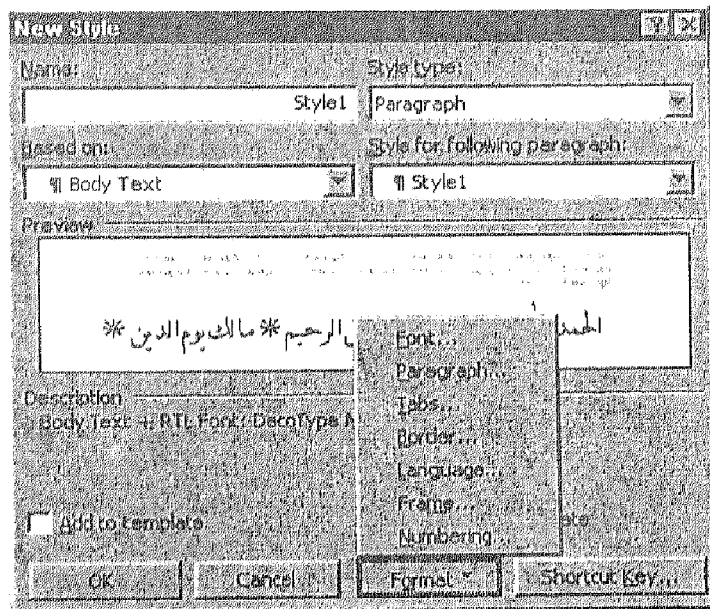 New Style
Name:
Style type:
Style1
Paragraph
Based on:
Style for following paragraph:
¶ Body Text
¶ Style1
Preview
الحمد الرحيم * مالك يوم الدين *
Font...
Paragraph...
Tabs...
Border...
Language...
Frame...
Numbering...
Description
Body Text + RTL Font: DecoType N
Add to template
OK
Cancel
Format
Shortcut Key...